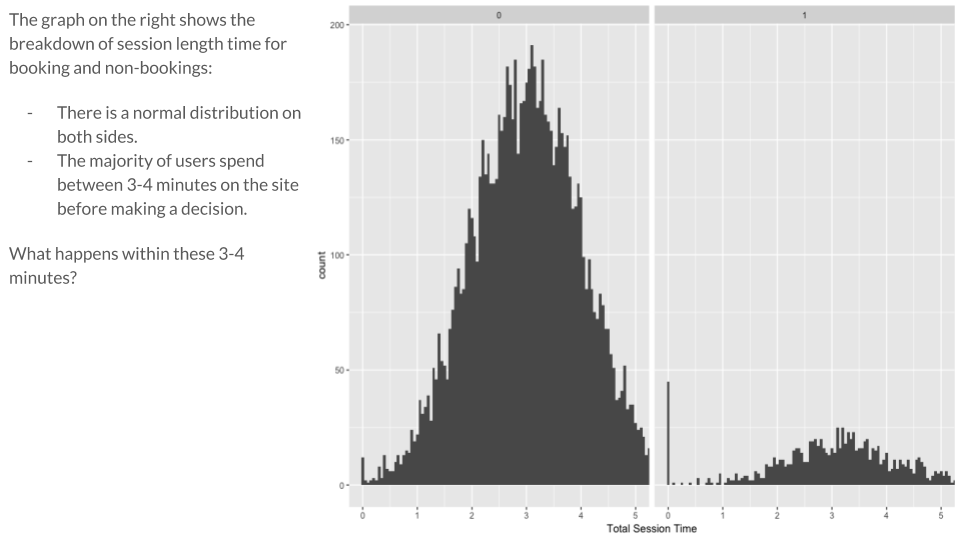 The graph on the right shows the
breakdown of session length time for
booking and non-bookings:
- There is a normal distribution on
both sides.
- The majority of users spend
between 3-4 minutes on the site
before making a decision.
What happens within these 3-4
minutes?
0 1
200
150
100
50
0
count
0 1 2 3 4 5 0 1 2 3 4 5
Total Session Time